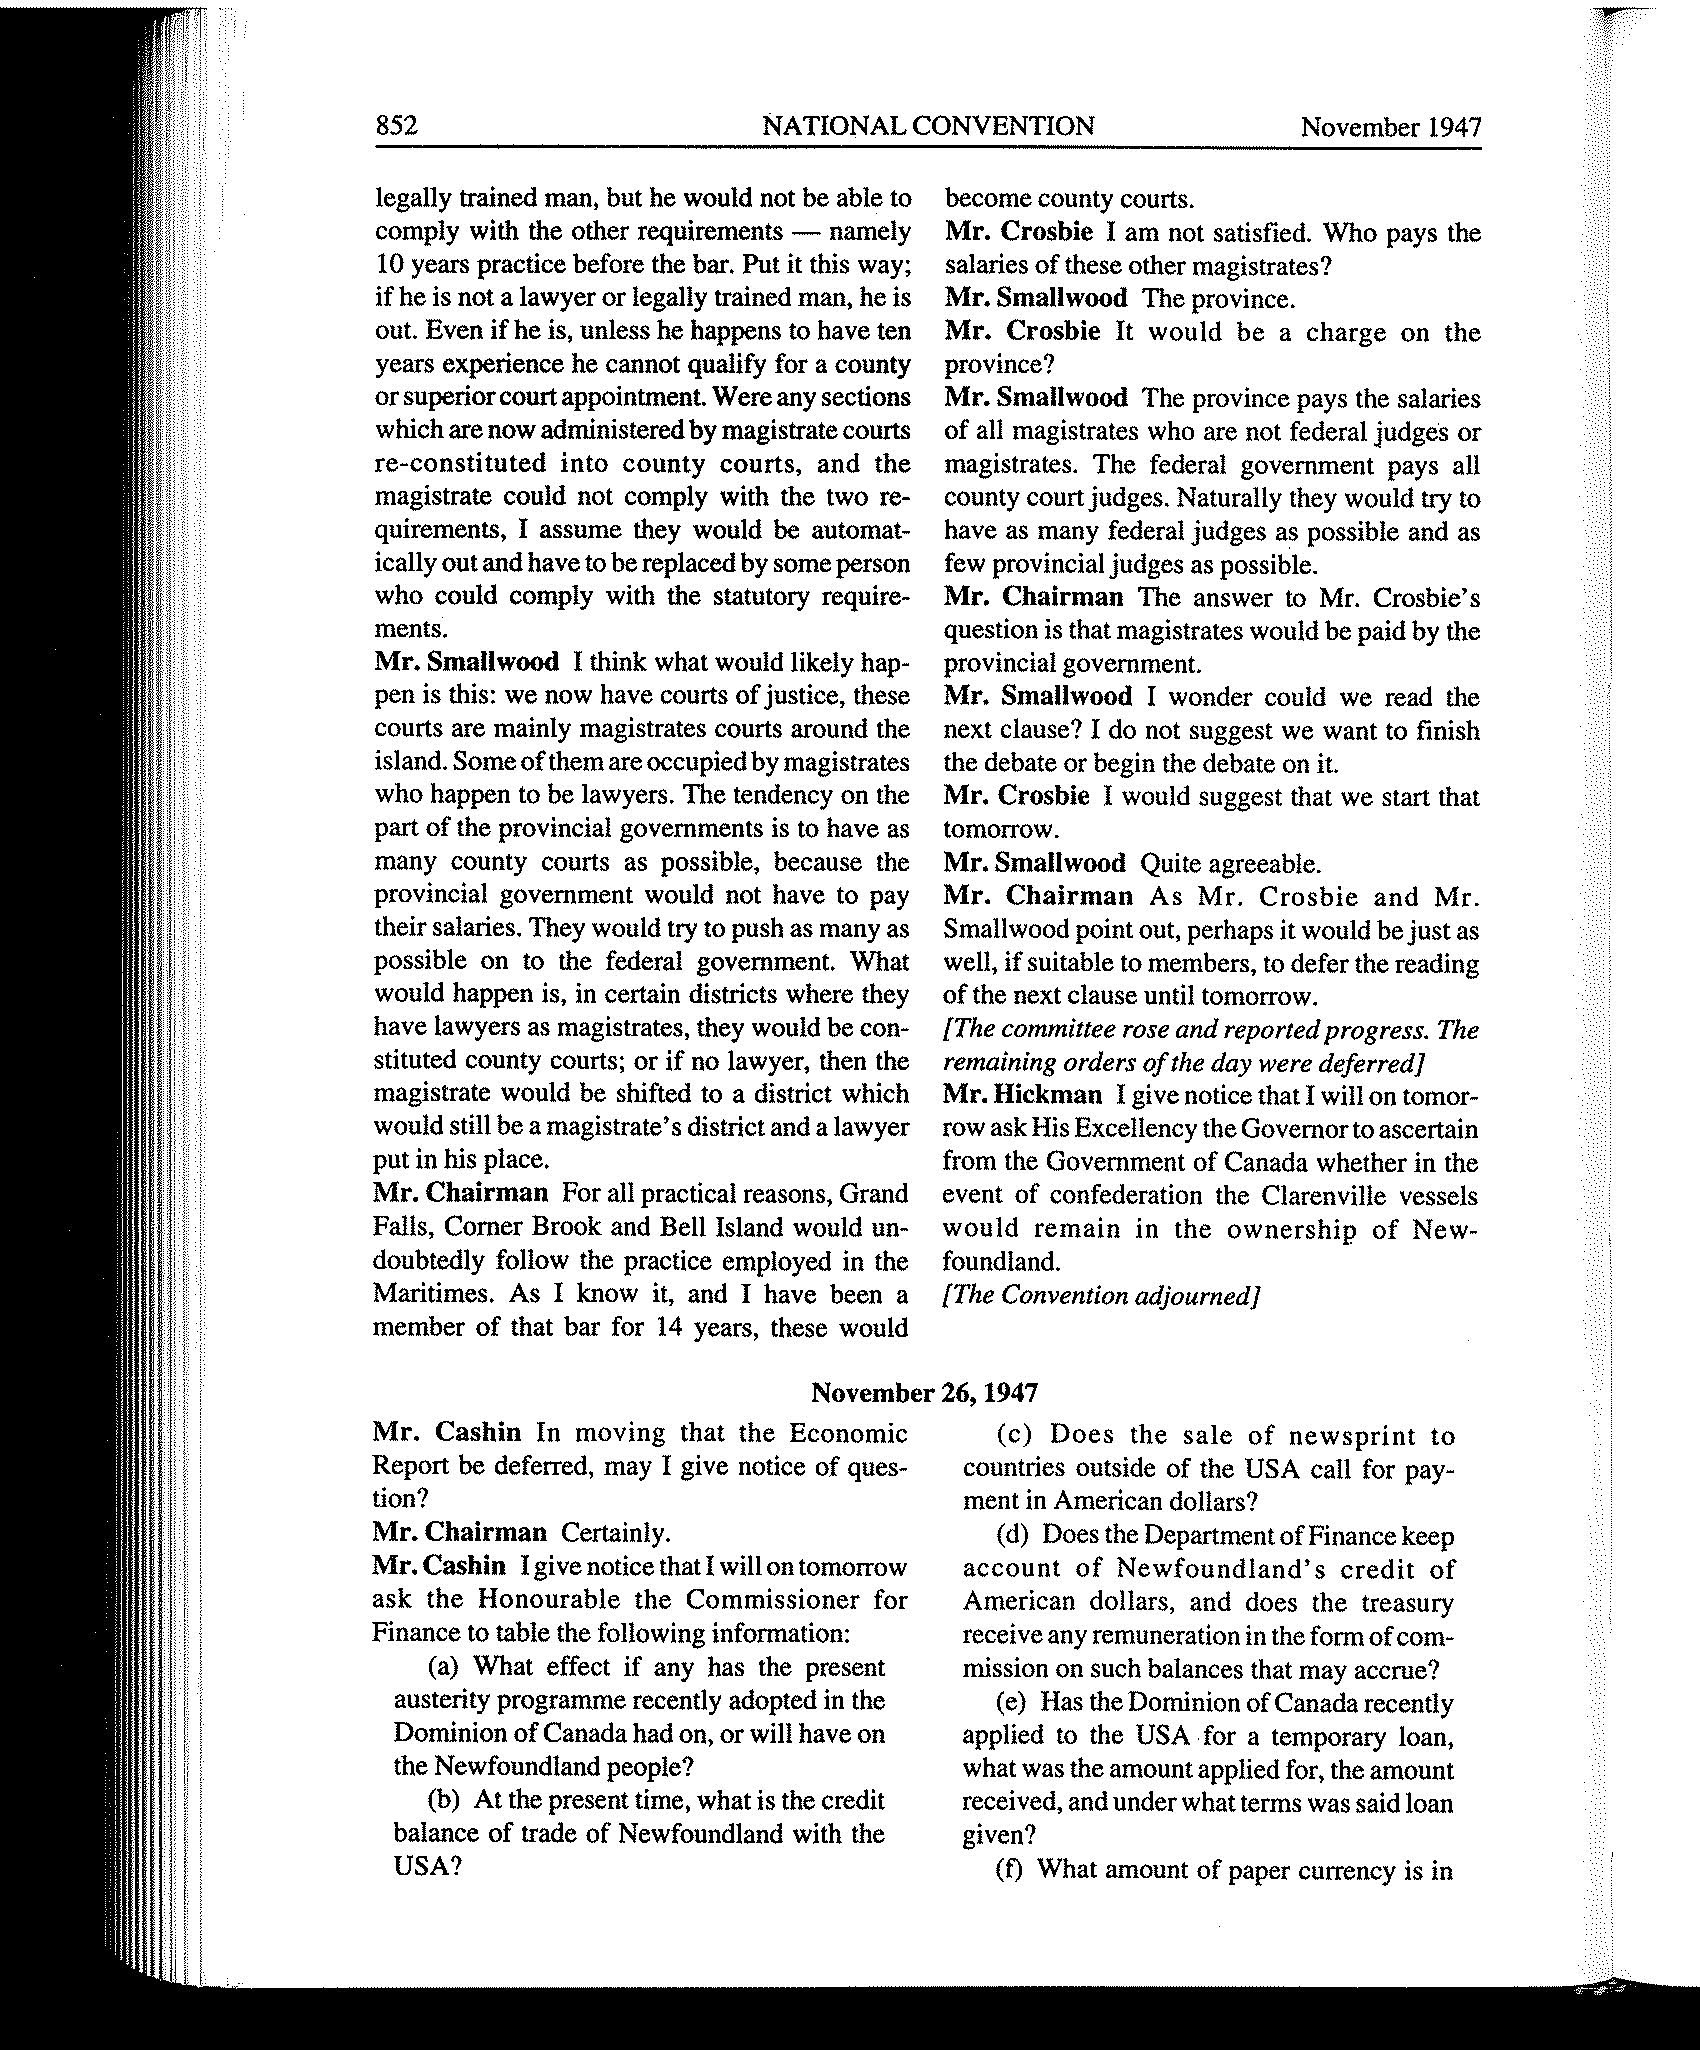 852 NATIONAL CONVENTION November 1947
legally trained man, but he would not be able to
comply with the other requirements — namely
10 years practice before the bar. Put it this way;
if he is not a lawyer or legally trained man, he is
out. Even if he is, unless he happens to have ten
years experience he cannot qualify for a county
or superior court appointment. Were any sections
which are now administered by magistrate courts
re-constituted into county courts, and the
magistrate could not comply with the two re-
quirements, I assume they would be automat-
ically out and have to be replaced by some person
who could comply with the statutory require-
ments.
Mr. Smallwood I think what would likely hap-
pen is this: we now have courts of justice, these
courts are mainly magistrates courts around the
island. Some of them are occupied by magistrates
who happen to be lawyers. The tendency on the
part of the provincial governments is to have as
many county courts as possible, because the
provincial government would not have to pay
their salaries. They would try to push as many as
possible on to the federal government. What
would happen is, in certain districts where they
have lawyers as magistrates, they would be con-
stituted county courts; or if no lawyer, then the
magistrate would be shifted to a district which
would still be a magistrate's district and a lawyer
put in his place.
Mr. Chairman For all practical reasons, Grand
Falls, Corner Brook and Bell Island would un-
doubtedly follow the practice employed in the
Maritimes. As I know it, and I have been a
member of that bar for 14 years, these would
become county courts.
Mr. Crosbie I am not satisfied. Who pays the
salaries of these other magistrates?
Mr. Smallwood The province.
Mr. Crosbie It would be a charge on the
province?
Mr. Smallwood The province pays the salaries
of all magistrates who are not federal judges or
magistrates. The federal government pays all
county court judges. Naturally they would try to
have as many federal judges as possible and as
few provincial judges as possible.
Mr. Chairman The answer to Mr. Crosbie's
question is that magistrates would be paid by the
provincial government.
Mr. Smallwood I wonder could we read the
next clause? I do not suggest we want to finish
the debate or begin the debate on it.
Mr. Crosbie I would suggest that we start that
tomorrow.
Mr. Smallwood Quite agreeable.
Mr. Chairman As Mr. Crosbie and Mr.
Smallwood point out, perhaps it would be just as
well, if suitable to members, to defer the reading
of the next clause until tomorrow.
[The committee rose and reported progress. The
remaining orders of the day were deferred]
Mr. Hickman I give notice that I will on tomor-
row ask His Excellency the Governor to ascertain
from the Government of Canada whether in the
event of confederation the Clarenville vessels
would remain in the ownership of New-
foundland.
[The Convention adjourned]
November 26, 1947
Mr. Cashin In moving that the Economic
Report be deferred, may I give notice of ques-
tion?
Mr. Chairman Certainly.
Mr. Cashin I give notice that I will on tomorrow
ask the Honourable the Commissioner for
Finance to table the following information:
(a) What effect if any has the present
austerity programme recently adopted in the
Dominion of Canada had on, or will have on
the Newfoundland people?
(b) At the present time, what is the credit
balance of trade of Newfoundland with the
USA?
(c) Does the sale of newsprint to
countries outside of the USA call for pay-
ment in American dollars?
(d) Does the Department of Finance keep
account of Newfoundland's credit of
American dollars, and does the treasury
receive any remuneration in the form of com-
mission on such balances that may accrue?
(e) Has the Dominion of Canada recently
applied to the USA for a temporary loan,
what was the amount applied for, the amount
received, and under what terms was said loan
given?
(f) What amount of paper currency is in